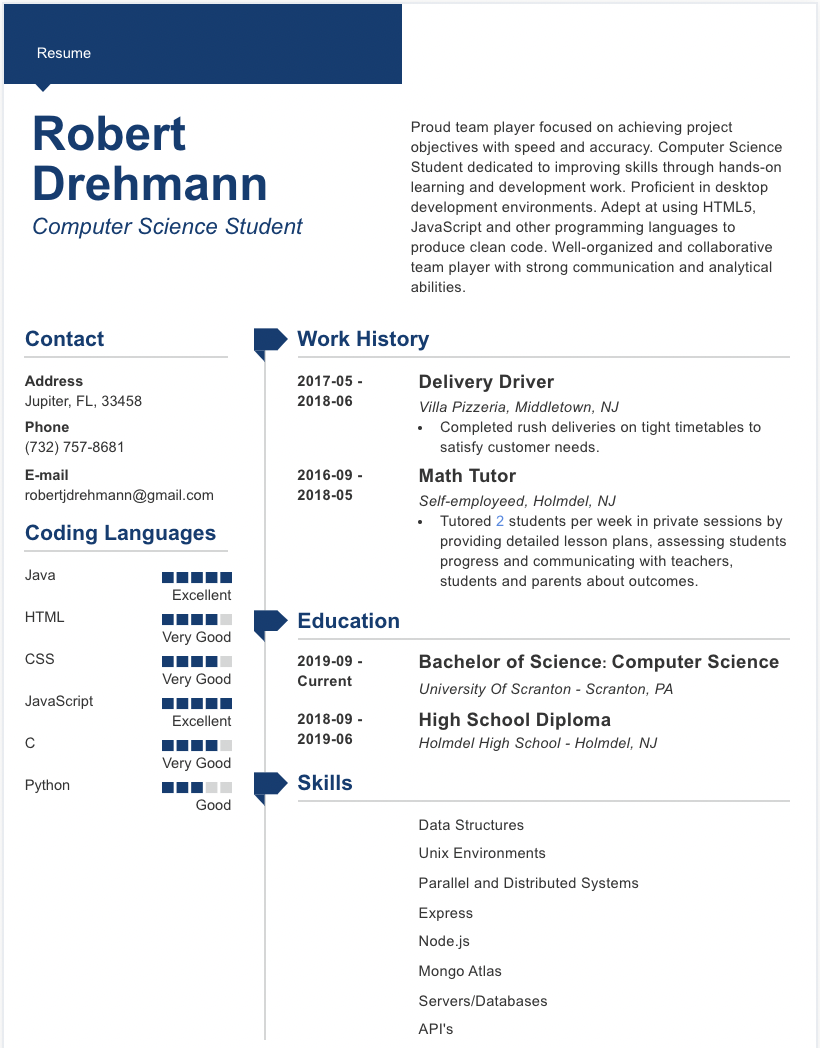 Resume
Robert
Drehmann
Computer Science Student
Proud team player focused on achieving project
objectives with speed and accuracy. Computer Science
Student dedicated to improving skills through hands-on
learning and development work. Proficient in desktop
development environments. Adept at using HTML5,
JavaScript and other programming languages to
produce clean code. Well-organized and collaborative
team player with strong communication and analytical
abilities.
Contact
Address
Jupiter, FL, 33458
Phone
(732) 757-8681
E-mail
robertjdrehmann@gmail.com
Coding Languages
Java
Excellent
HTML
Very Good
CSS
Very Good
JavaScript
Excellent
C
Very Good
Python
Good
Work History
2017-05 -
2018-06
Delivery Driver
Villa Pizzeria, Middletown, NJ
• Completed rush deliveries on tight timetables to
satisfy customer needs.
2016-09 -
2018-05
Math Tutor
Self-employeed, Holmdel, NJ
• Tutored 2 students per week in private sessions by
providing detailed lesson plans, assessing students
progress and communicating with teachers,
students and parents about outcomes.
Education
2019-09 -
Current
Bachelor of Science: Computer Science
University Of Scranton - Scranton, PA
2018-09 -
2019-06
High School Diploma
Holmdel High School - Holmdel, NJ
Skills
Data Structures
Unix Environments
Parallel and Distributed Systems
Express
Node.js
Mongo Atlas
Servers/Databases
API's